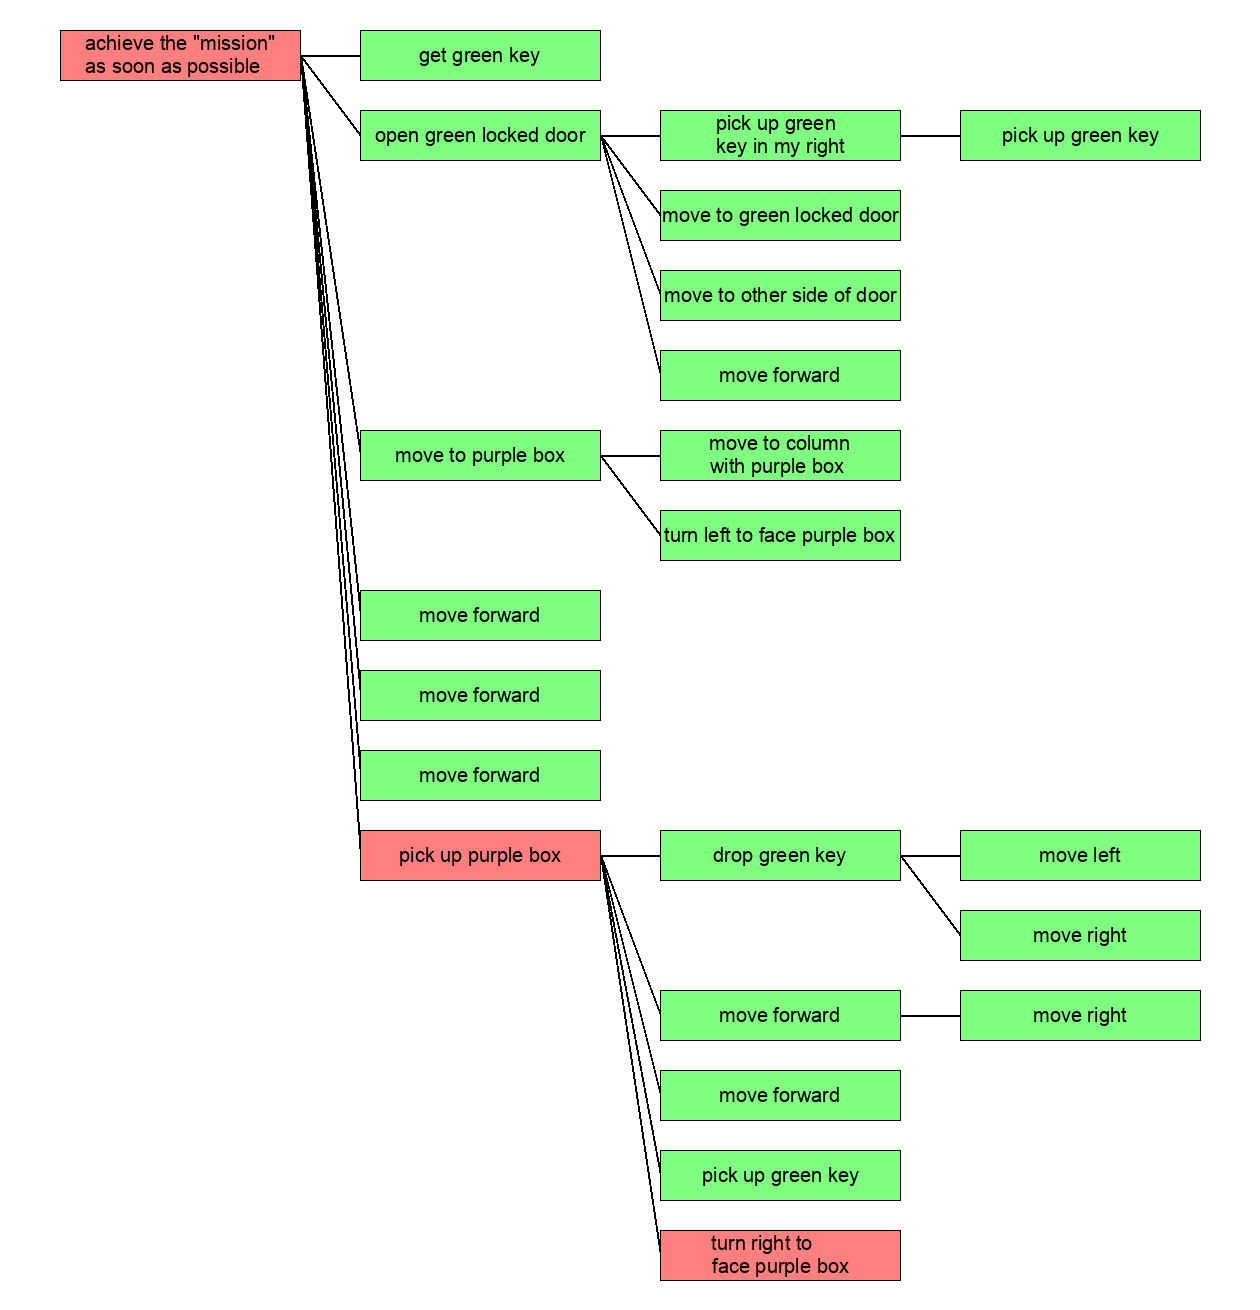 achieve the "mission"
as soon as possible
get green key
open green locked door
pick up green
key in my right
pick up green key
move to green locked door
move to other side of door
move forward
move to purple box
move to column
with purple box
turn left to face purple box
move forward
move forward
move forward
pick up purple box
drop green key
move left
move right
move forward
move right
move forward
pick up green key
turn right to
face purple box